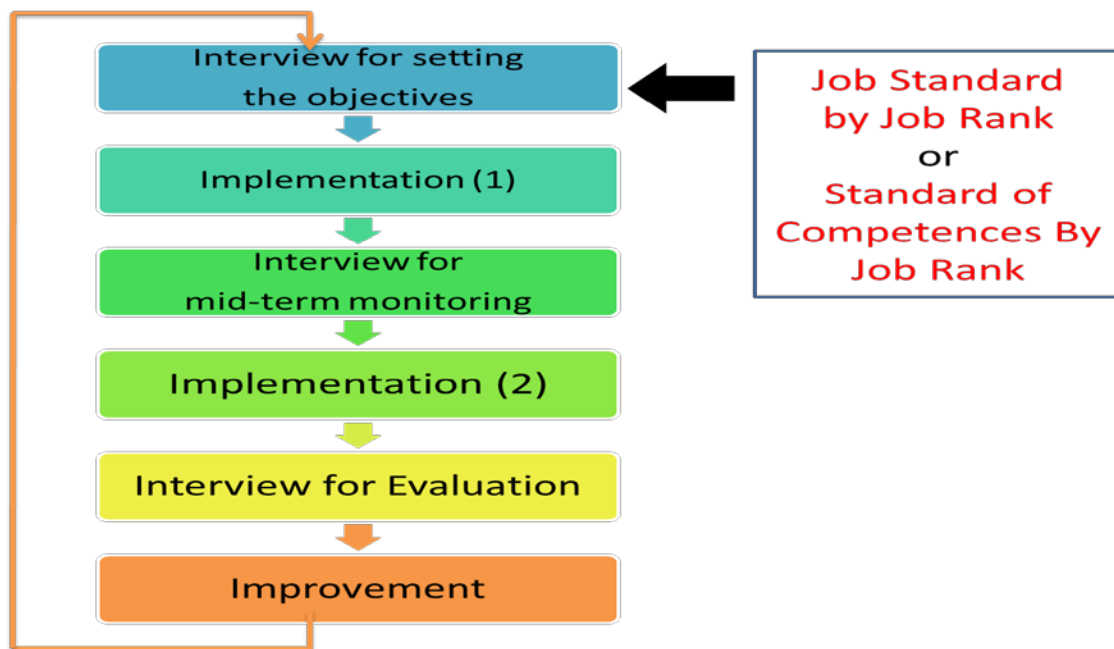 Interview for setting
the objectives
Implementation (1)
Interview for
mid-term monitoring
Implementation (2)
Interview for Evaluation
Improvement
Job Standard
by Job Rank
or
Standard of
Competences By
Job Rank